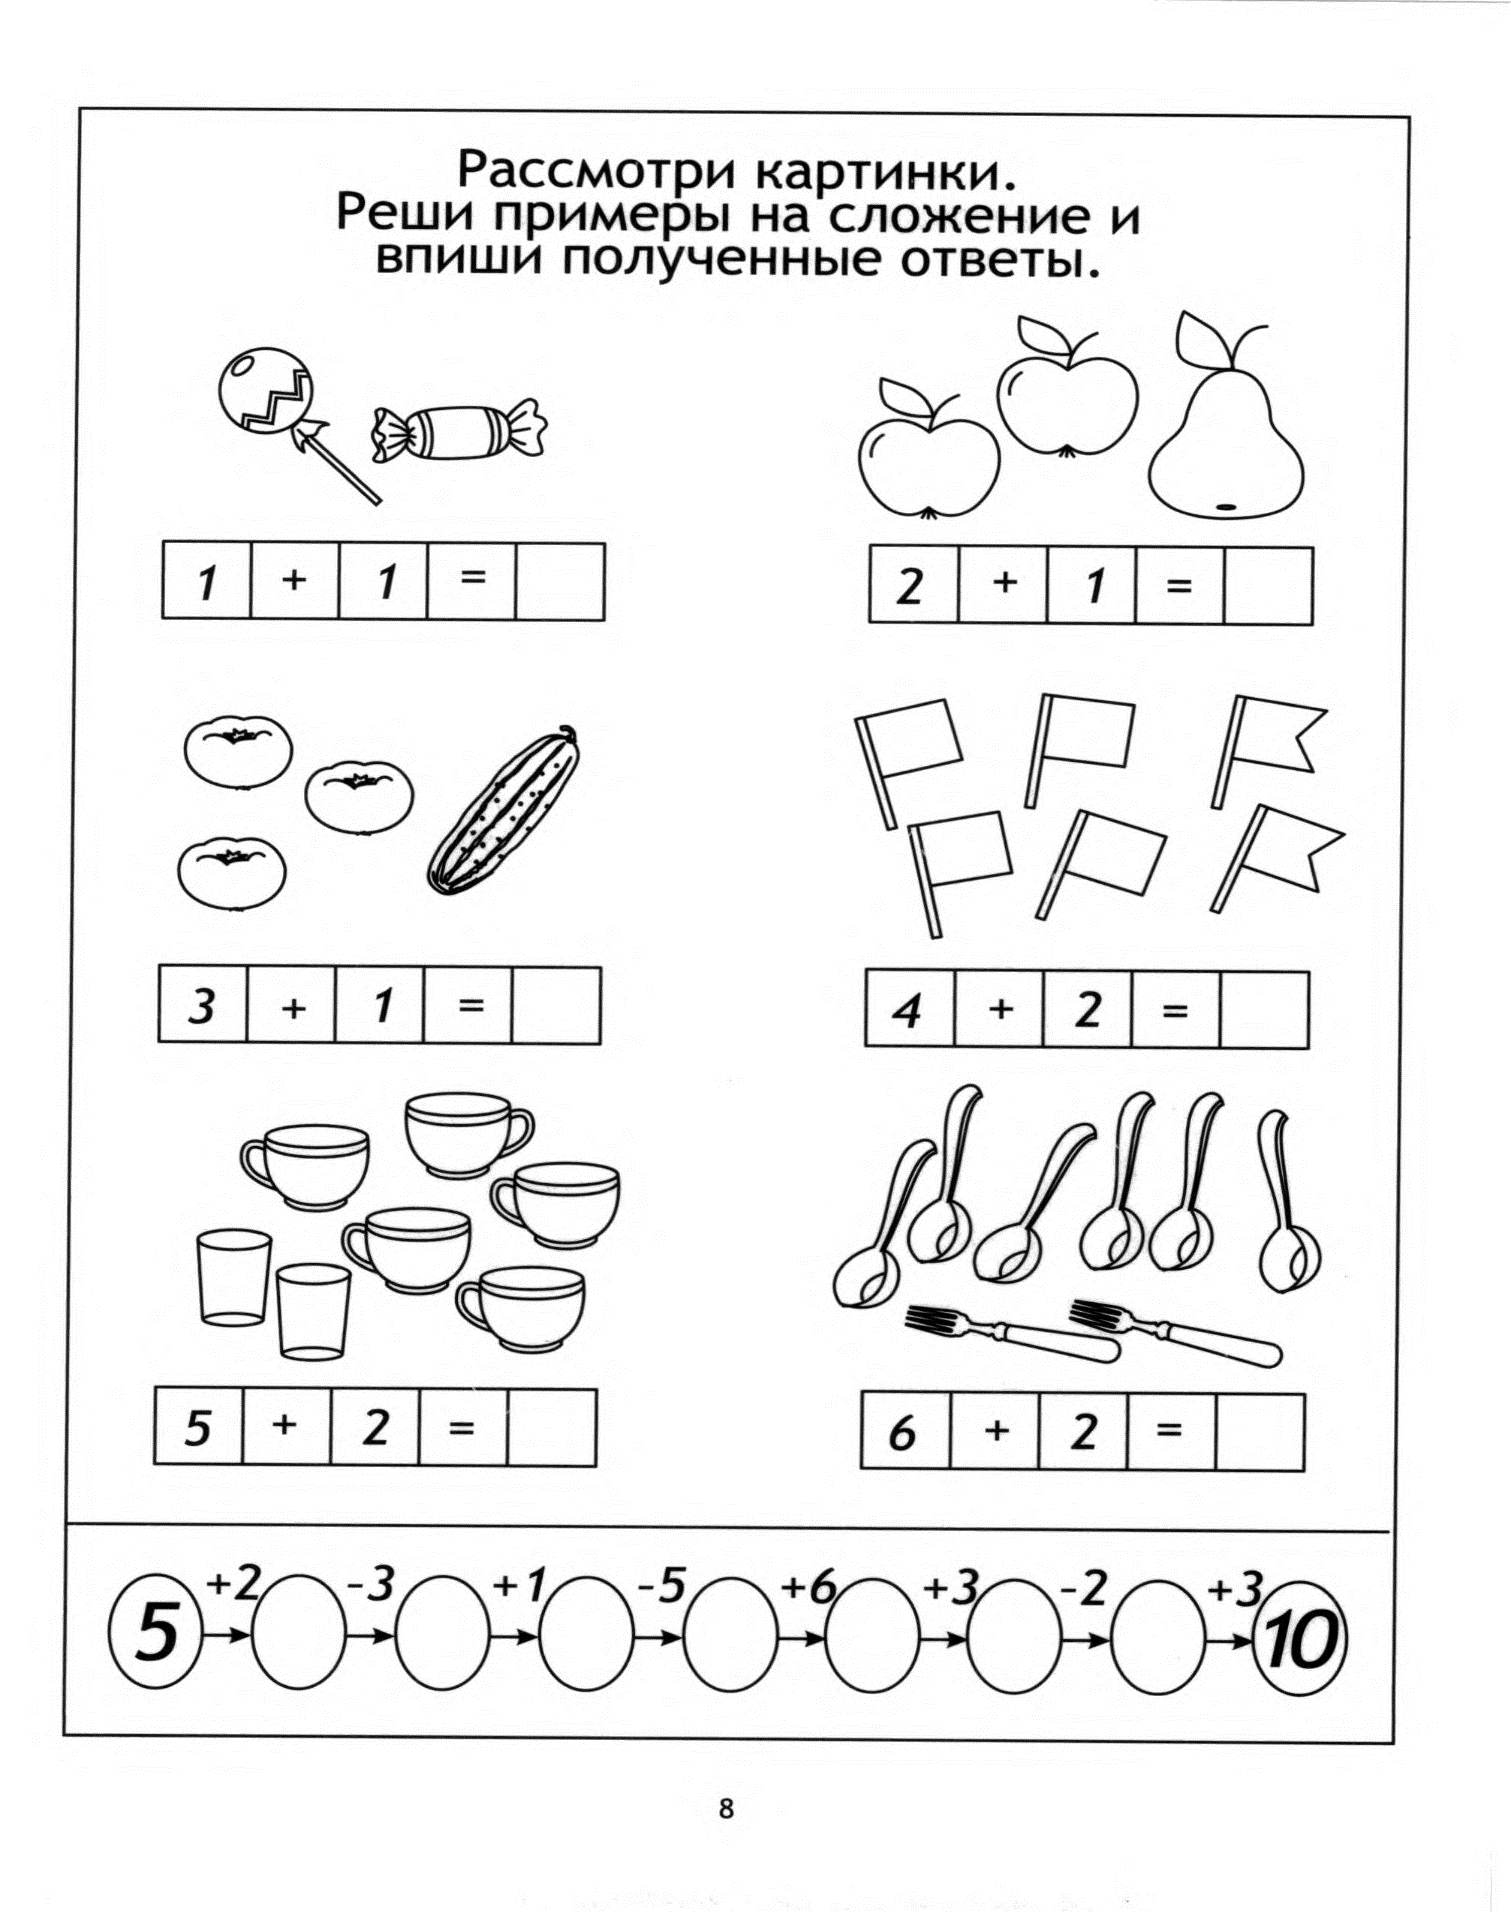 Рассмотри картинки.
Реши примеры на сложение и
впиши полученные ответы.
1 + 1 =
2 + 1 =
3 + 1 =
4 + 2 =
5 + 2 =
6 + 2 =
+2 -3 +1 -5 +6 +3 -2 +3
5 10
8